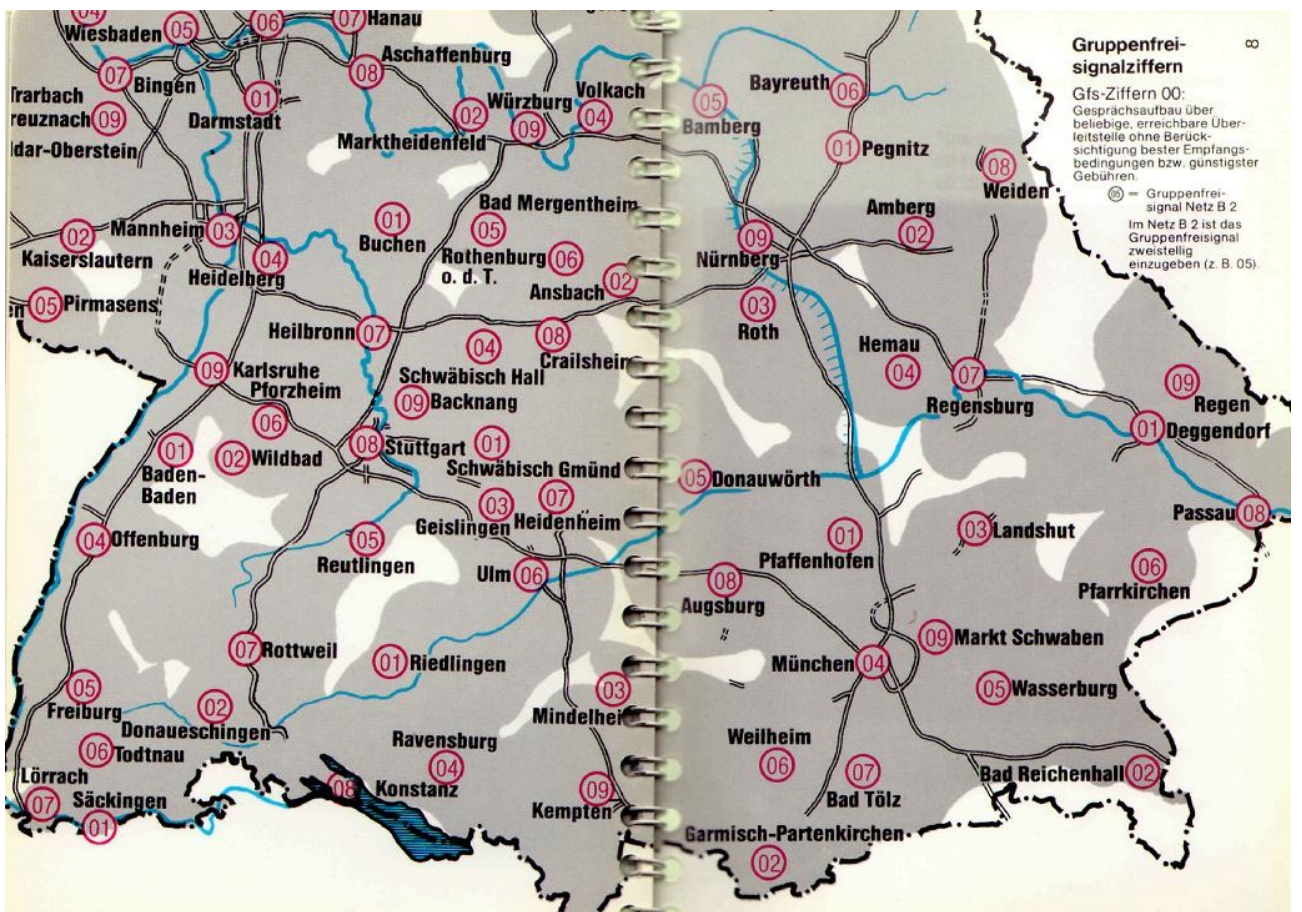 04
Wiesbaden 05
06
07 Hanau
Aschaffenburg
08
07
Bingen
01
Darmstadt
09
02
Marktheidenfeld
Würzburg
09
Volkach
04
05
Bamberg
Bayreuth
06
01 Pegnitz
08
Weiden
Gruppenfrei-
signalziffern
8
Gfs-Ziffern 00:
Gesprächsaufbau über
beliebige, erreichbare Über-
leitstelle ohne Berück-
sichtigung bester Empfangs-
bedingungen bzw. günstigster
Gebühren.
05 = Gruppenfrei-
signal Netz B 2
Im Netz B 2 ist das
Gruppenfreisignal
zweistellig
einzugeben (z. B. 05).
02
Kaiserslautern
Mannheim 03
04
Heidelberg
01
Buchen
Bad Mergentheim
05
Rothenburg
o. d. T.
06
02
Ansbach
09
Nürnberg
Amberg
02
05 Pirmasens
Heilbronn 07
04
Schwäbisch Hall
08
03
Roth
Hemau
04
07
Regensburg
09
Regen
09 Karlsruhe
Pforzheim
06
09 Backnang
01
Deggendorf
01
Baden-
Baden
02 Wildbad
08 Stuttgart
01
Schwäbisch Gmünd
05 Donauwörth
03
Geislingen
07
Heidenheim
04 Offenburg
05
Reutlingen
Ulm 06
08
Augsburg
01
Pfaffenhofen
03 Landshut
Passau 08
06
Pfarrkirchen
07 Rottweil
01 Riedlingen
03
München 04
09 Markt Schwaben
05 Wasserburg
05
Freiburg
02
Donaueschingen
06 Todtnau
Lörrach
07
Säckingen
01
08
Konstanz
Ravensburg
04
09
Kempten
Weilheim
06
07
Bad Tölz
Bad Reichenhall 02
Garmisch-Partenkirchen
02